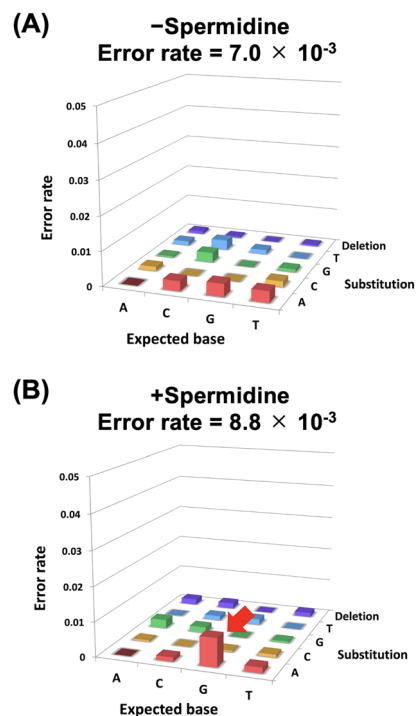 (A)
−Spermidine
Error rate = 7.0 × 10-3
0.05
0.04
0.03
0.02
0.01
0
Error rate
A
C
G
T
Expected base
Deletion
T
G
C
A
Substitution
(B)
+Spermidine
Error rate = 8.8 × 10-3
0.05
0.04
0.03
0.02
0.01
0
Error rate
A
C
G
T
Expected base
Deletion
T
G
C
A
Substitution